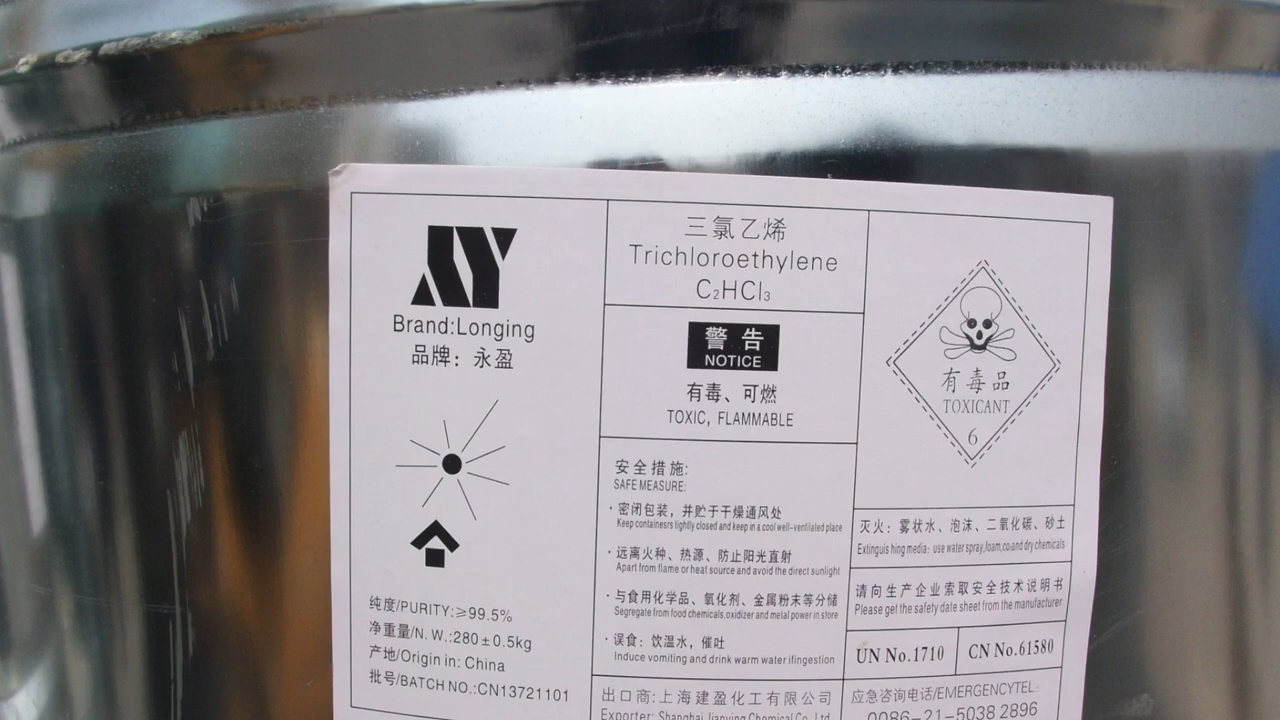 Brand:Longing
品牌：永盈
纯度/PURITY:≥99.5%
净重量/N.W.:280±0.5kg
产地/Origin in: China
批号/BATCH NO.:CN13721101
三氯乙烯
Trichloroethylene
C₂HCl₃
警告
NOTICE
有毒、可燃
TOXIC, FLAMMABLE
安全措施:
SAFE MEASURE:
·密闭包装，并贮于干燥通风处
Keep containesrs tightly closed and keep in a cool well-ventilated place
·远离火种、热源、防止阳光直射
Apart from flame or heat source and avoid the direct sunlight
·与食用化学品、氧化剂、金属粉末等分储
Segregate from food chemicals,oxidizer and metal power in store
·误食：饮温水，催吐
Induce vomiting and drink warm water ifingestion
出口商:上海建盈化工有限公司
Exporter: Shanghai Jianying Chemical Co., Ltd
有毒品
TOXICANT
6
灭火：雾状水、泡沫、二氧化碳、砂土
Extinguis hing media: use water spray,foam,co₂and dry chemicals
请向生产企业索取安全技术说明书
Please get the safety date sheet from the manufacturer
UN No.1710
CN No.61580
应急咨询电话/EMERGENCYTEL:
0086-21-5038 2896